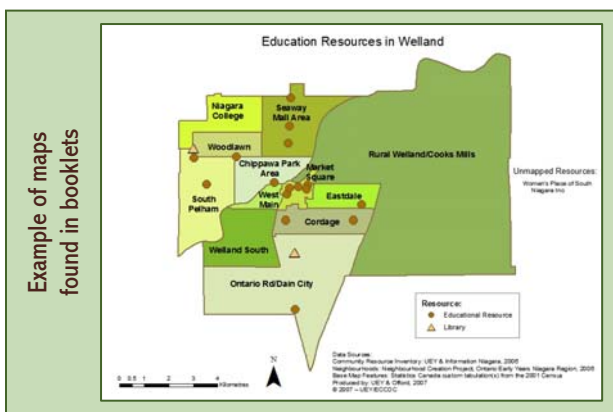 Example of maps
found in booklets
Education Resources in Welland
Niagara
College
Seaway
Mall Area
Woodlawn
Chippawa Park
Area
Market
Square
Rural Welland/Cooks Mills
Unmapped Resources:
Women's Place of South
Niagara Inc
South
Pelham
West
Main
Eastdale
Cordage
Welland South
Ontario Rd/Dain City
Resource:
Educational Resource
Library
N
0 0.5 1 2 3 4
Kilometres
Data Sources:
Community Resource Inventory: UEY & Information Niagara, 2006
Neighbourhoods: Neighbourhood Creation Project, Ontario Early Years Niagara Region, 2006
Base Map Features: Statistics Canada custom tabulation(s) from the 2001 Census
Produced by: UEY & Offord, 2007
© 2007 – UEY/ECCDC